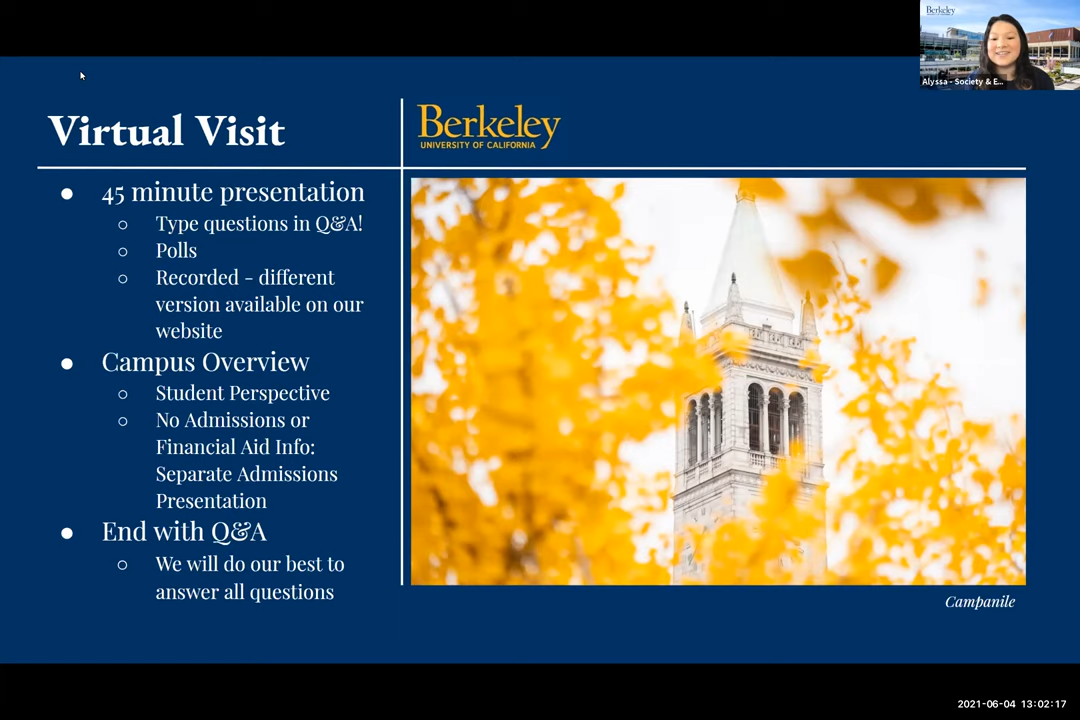 Berkeley
Alyssa - Society & E...
Virtual Visit
Berkeley
UNIVERSITY OF CALIFORNIA
45 minute presentation
Type questions in Q&A!
Polls
Recorded - different
version available on our
website
Campus Overview
Student Perspective
No Admissions or
Financial Aid Info:
Separate Admissions
Presentation
End with Q&A
We will do our best to
answer all questions
Campanile
2021-06-04 13:02:17